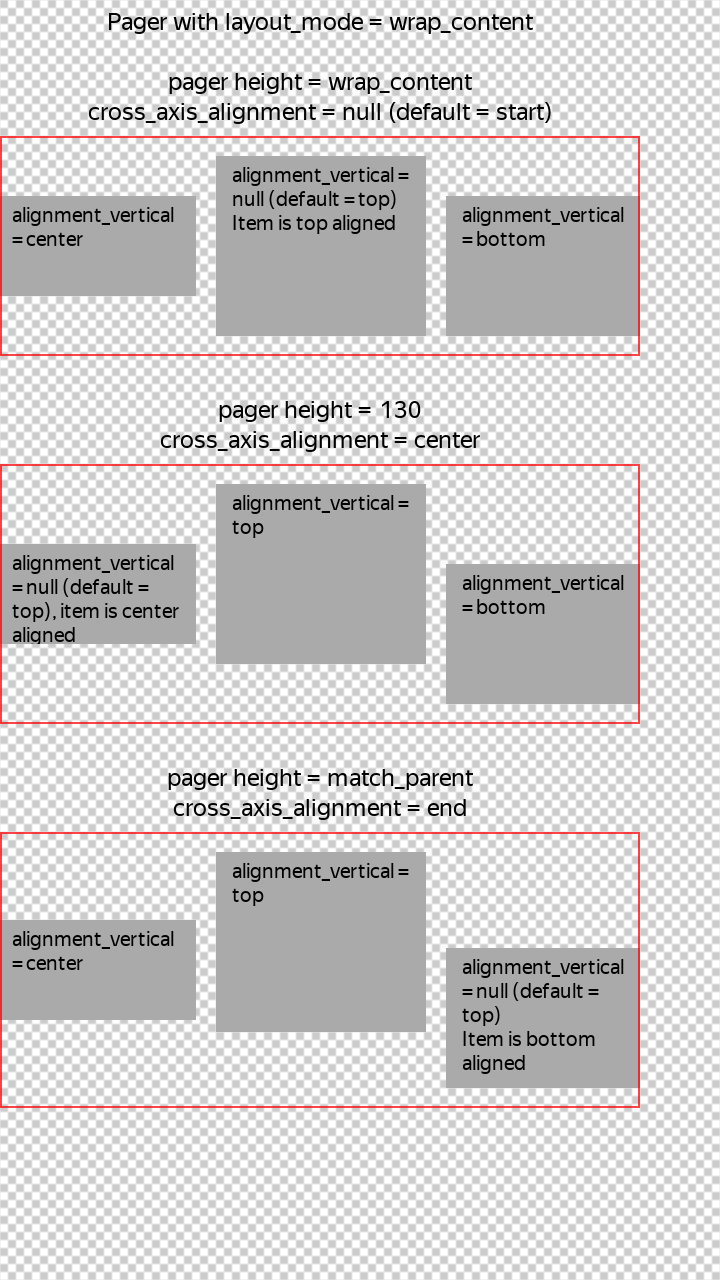 Pager with layout_mode = wrap_content
pager height = wrap_content
cross_axis_alignment = null (default = start)
alignment_vertical
= center
alignment_vertical =
null (default = top)
Item is top aligned
alignment_vertical
= bottom
pager height = 130
cross_axis_alignment = center
alignment_vertical
= null (default =
top), item is center
aligned
alignment_vertical =
top
alignment_vertical
= bottom
pager height = match_parent
cross_axis_alignment = end
alignment_vertical
= center
alignment_vertical =
top
alignment_vertical
= null (default =
top)
Item is bottom
aligned